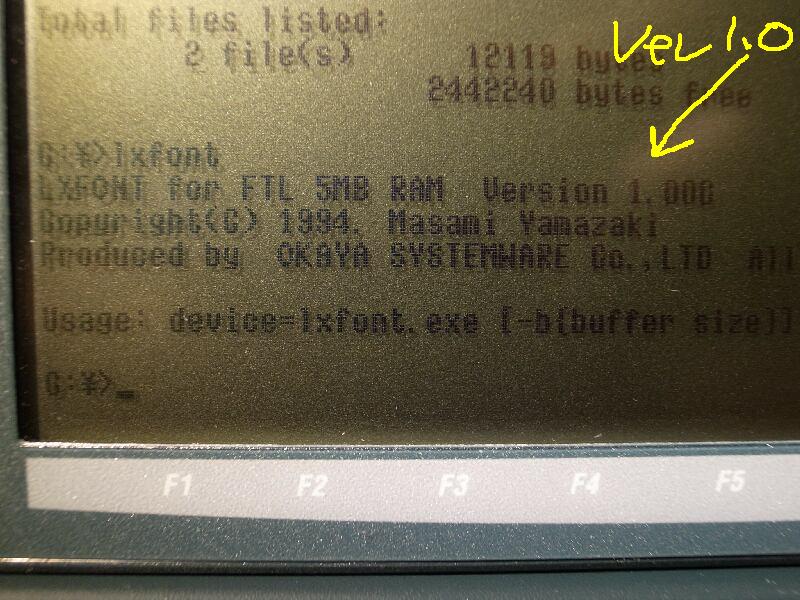 Total files listed:
2 file(s) 12119 bytes
2442240 bytes free
Ver 1.0
G:¥>lxfont
LXFONT for FTL 5MB RAM Version 1.00G
Copyright(C) 1994, Masami Yamazaki
Produced by OKAYA SYSTEMWARE Co.,LTD All
Usage: device=lxfont.exe [-b{buffer size}]
G:¥>_
F1 F2 F3 F4 F5